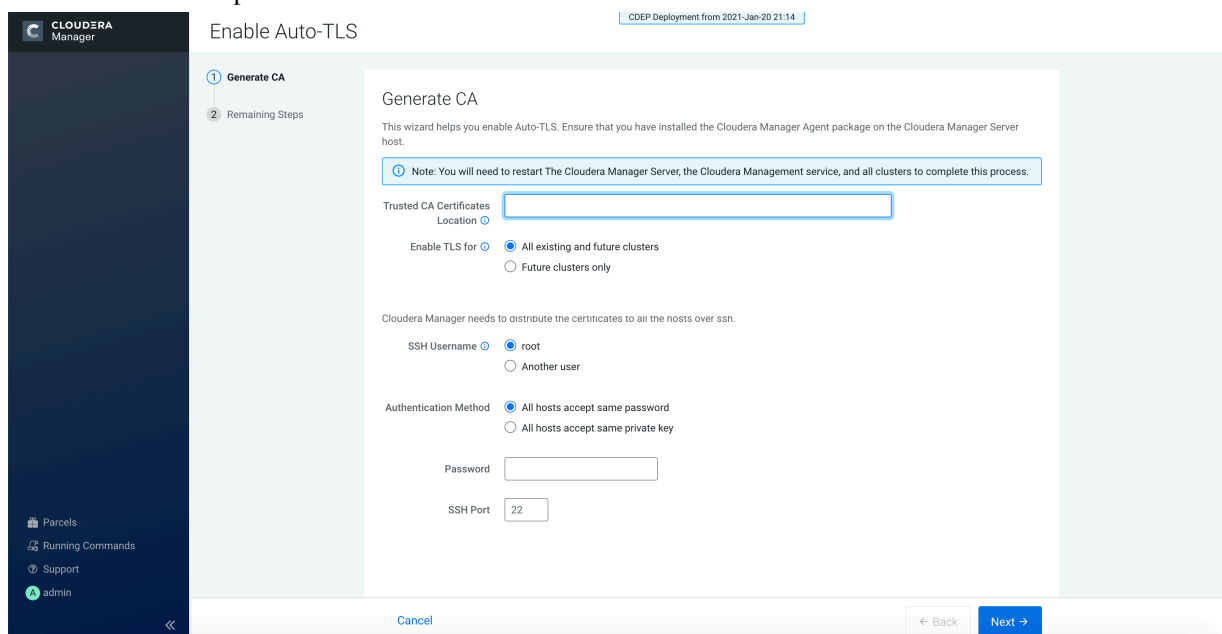 CLOUDERA
Manager
Enable Auto-TLS
CDEP Deployment from 2021-Jan-20 21:14
1 Generate CA
2 Remaining Steps
Generate CA
This wizard helps you enable Auto-TLS. Ensure that you have installed the Cloudera Manager Agent package on the Cloudera Manager Server
host.
Note: You will need to restart The Cloudera Manager Server, the Cloudera Management service, and all clusters to complete this process.
Trusted CA Certificates
Location
Enable TLS for
All existing and future clusters
Future clusters only
Cloudera Manager needs to distribute the certificates to all the hosts over ssh.
SSH Username
root
Another user
Authentication Method
All hosts accept same password
All hosts accept same private key
Password
SSH Port
22
Parcels
Running Commands
Support
A admin
Cancel
← Back
Next →